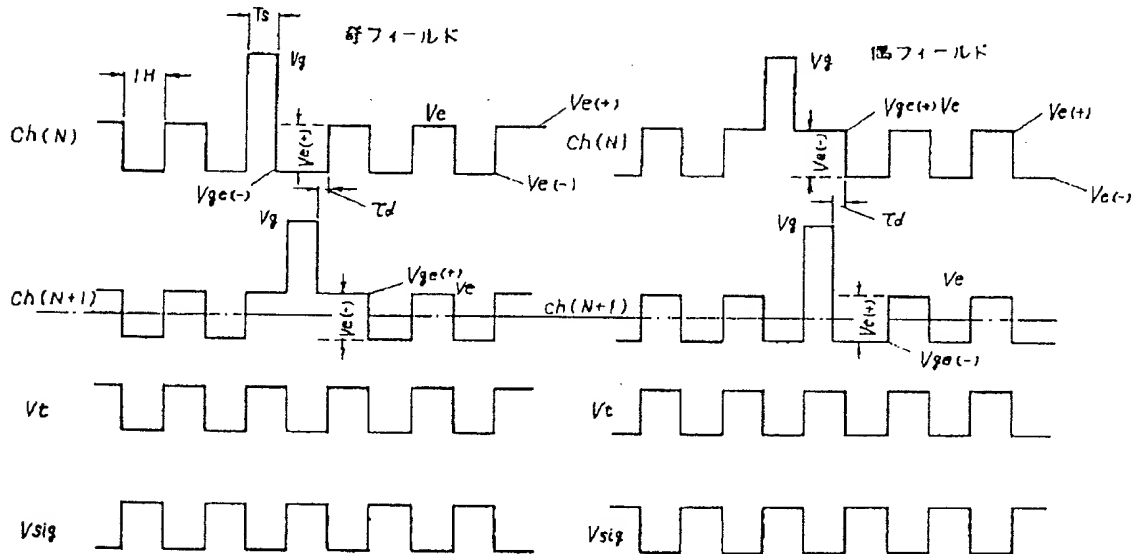 Ts
奇フィールド
偶フィールド
1H
Vg
Vg
Ch(N)
Ve(+)
Ve
Ve(+)
Vge(-)
Ve(-)
τd
Ch(N)
Vge(+)
Ve
Ve(+)
Ve(-)
Ve(-)
τd
Vg
Vg
Ch(N+1)
Vge(+)
Ve
Ve(-)
Ch(N+1)
Ve
Ve(+)
Vge(-)
Vt
Vt
Vsig
Vsig